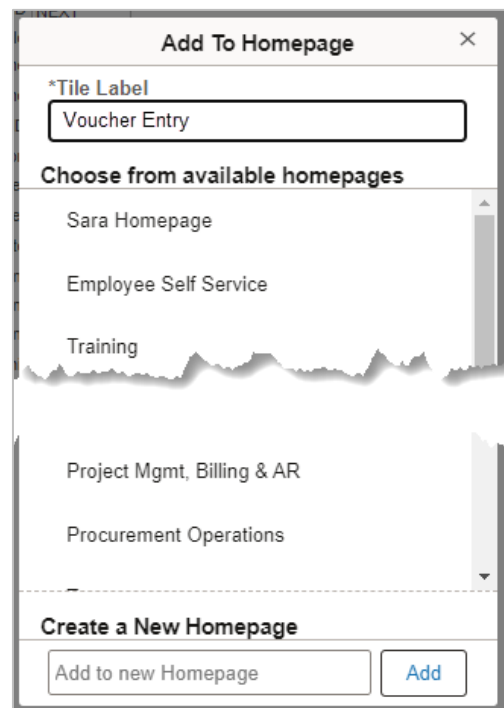 NEXT
Add To Homepage
*Tile Label
Voucher Entry
Choose from available homepages
Sara Homepage
Employee Self Service
Training
Project Mgmt, Billing & AR
Procurement Operations
Create a New Homepage
Add to new Homepage
Add